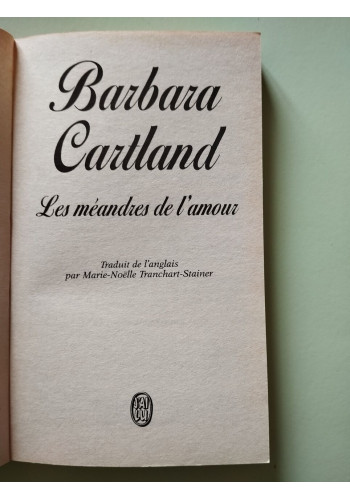 Barbara
Cartland
Les méandres de l'amour
Traduit de l'anglais
par Marie-Noëlle Tranchart-Stainer
J'AI
LU